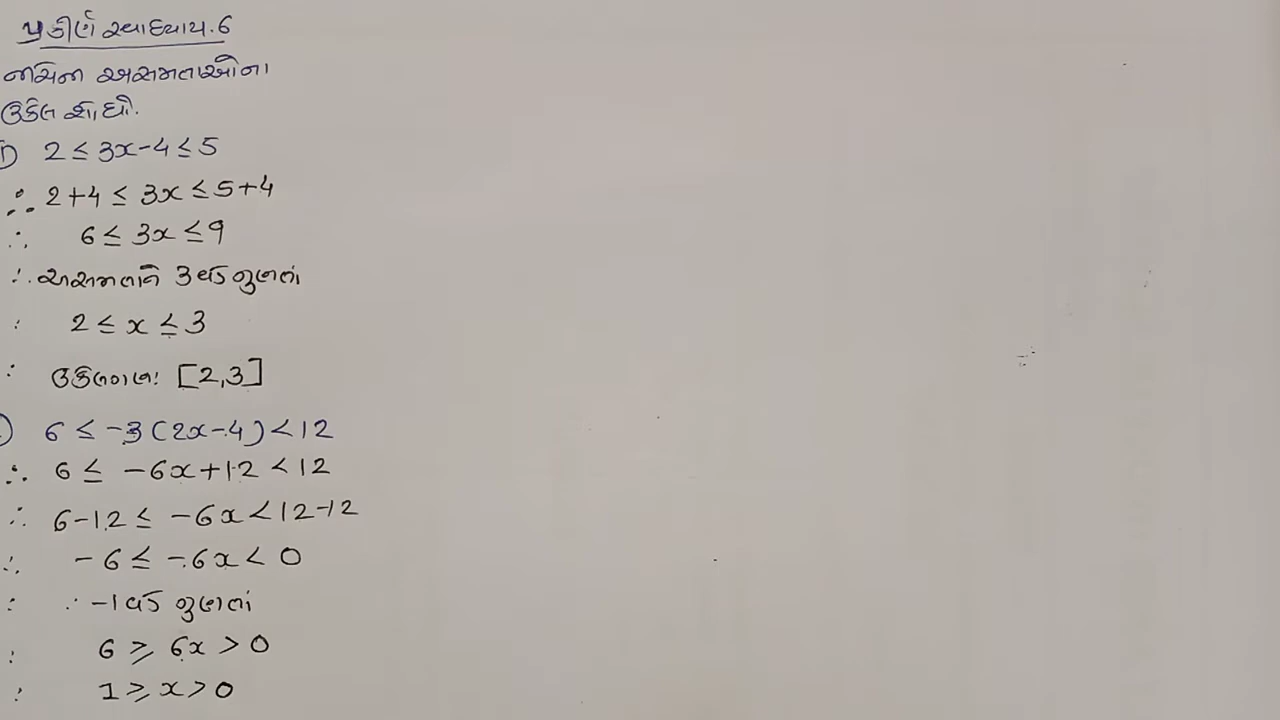 પ્રકીર્ણ સ્વાધ્યાય.6
નીચેના અસમતાઓના
ઉકેલ શોધો.
1) 2 ≤ 3x-4 ≤ 5
∴ 2+4 ≤ 3x ≤ 5+4
∴ 6 ≤ 3x ≤ 9
∴ અસમતાને 3 વડે ગુણતાં
∴ 2 ≤ x ≤ 3
∴ ઉકેલગણ: [2,3]
) 6 ≤ -3(2x-4) < 12
∴ 6 ≤ -6x+12 < 12
∴ 6-12 ≤ -6x < 12-12
∴ -6 ≤ -6x < 0
∴ ∴ -1 વડે ગુણતાં
∴ 6 ≥ 6x > 0
∴ 1 ≥ x > 0